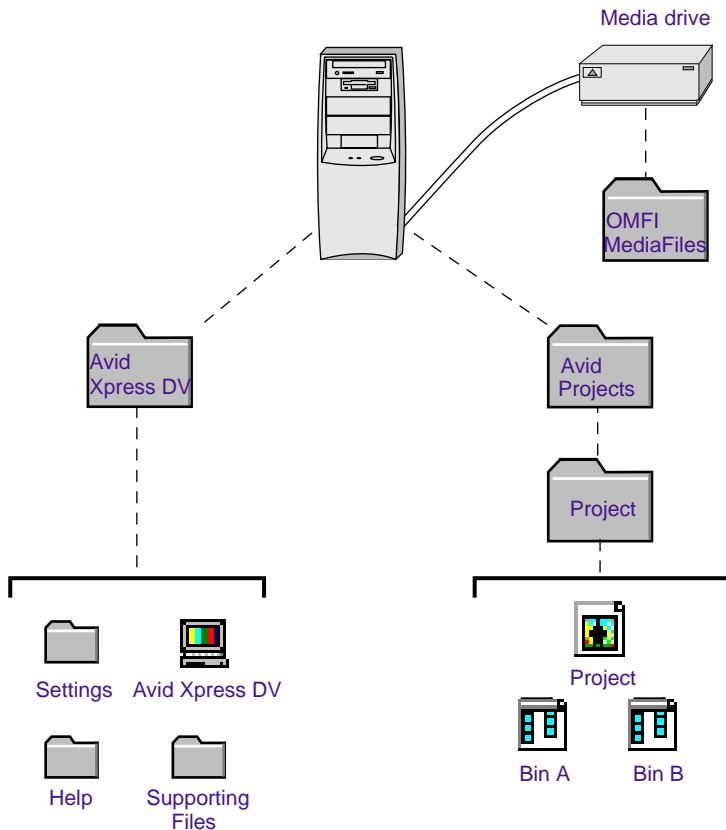 Media drive
OMFI
MediaFiles
Avid
Xpress DV
Avid
Projects
Project
Settings
Avid Xpress DV
Help
Supporting
Files
Project
Bin A
Bin B